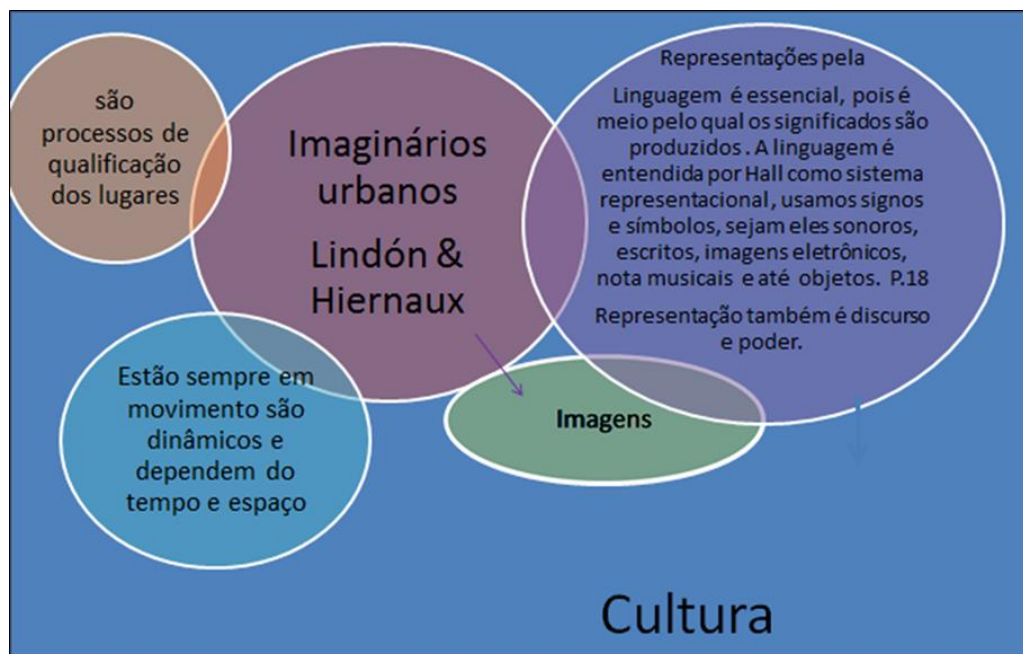 são
processos de
qualificação
dos lugares
Imaginários
urbanos
Lindón &
Hiernaux
Representações pela
Linguagem é essencial, pois é
meio pelo qual os significados são
produzidos . A linguagem é
entendida por Hall como sistema
representacional, usamos signos
e símbolos, sejam eles sonoros,
escritos, imagens eletrônicos,
nota musicais e até objetos. P.18
Representação também é discurso
e poder.
Estão sempre em
movimento são
dinâmicos e
dependem do
tempo e espaço
Imagens
Cultura